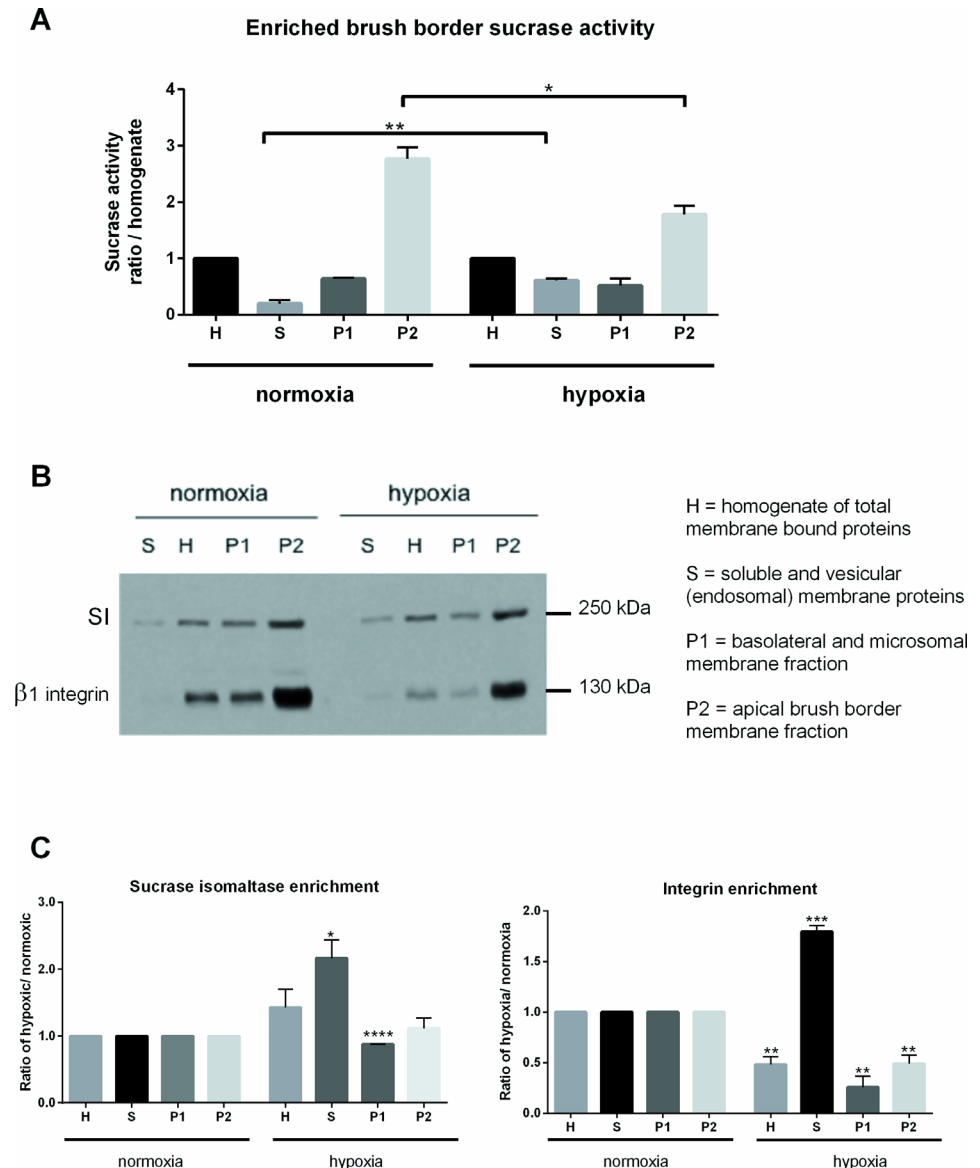 A
Enriched brush border sucrase activity
Sucrase activity
ratio / homogenate
4
3
2
1
0
**
*
H S P1 P2 H S P1 P2
normoxia hypoxia
B
normoxia hypoxia
S H P1 P2 S H P1 P2
SI
β1 integrin
250 kDa
130 kDa
H = homogenate of total
membrane bound proteins
S = soluble and vesicular
(endosomal) membrane proteins
P1 = basolateral and microsomal
membrane fraction
P2 = apical brush border
membrane fraction
C
Sucrase isomaltase enrichment
Ratio of hypoxic/ normoxic
3.0
2.0
1.0
0.0
*
****
H S P1 P2 H S P1 P2
normoxia hypoxia
Integrin enrichment
Ratio of hypoxia/ normoxia
2.0
1.5
1.0
0.5
0.0
**
***
**
**
H S P1 P2 H S P1 P2
normoxia hypoxia